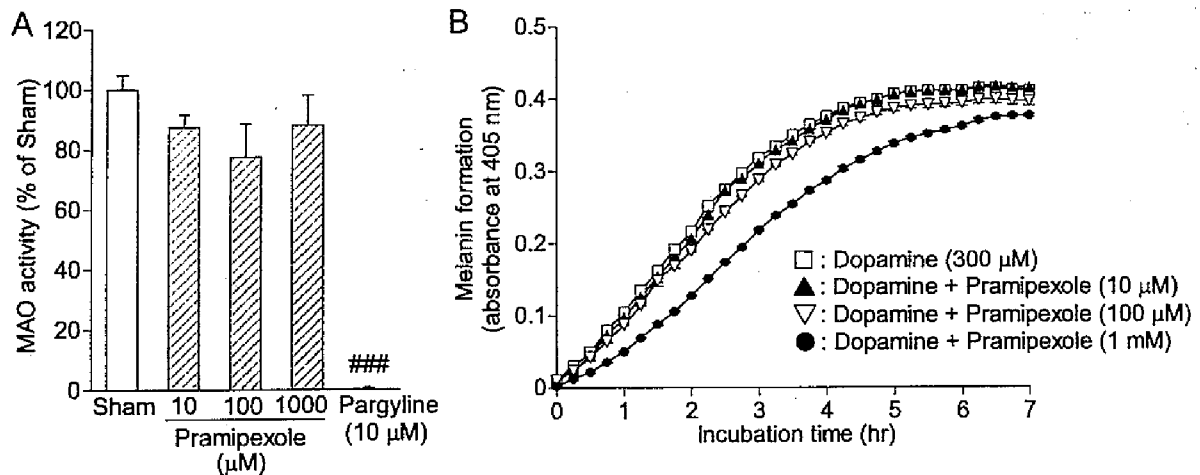 A
MAO activity (% of Sham)
120
100
80
60
40
20
0
Sham
10
100
1000
Pramipexole
(μM)
###
Pargyline
(10 μM)
B
Melanin formation
(absorbance at 405 nm)
0.5
0.4
0.3
0.2
0.1
0
0 1 2 3 4 5 6 7
Incubation time (hr)
: Dopamine (300 μM)
: Dopamine + Pramipexole (10 μM)
: Dopamine + Pramipexole (100 μM)
: Dopamine + Pramipexole (1 mM)